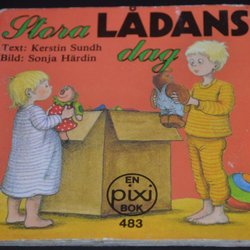 Stora LÅDANS
Text: Kerstin Sundh
Bild: Sonja Härdin dag
EN
pixi
BOK
483